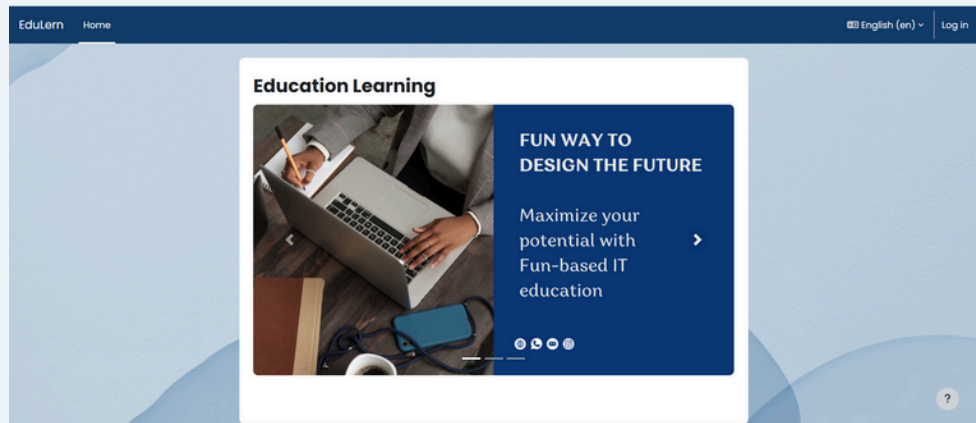 EduLern Home English (en) Log in
Education Learning
FUN WAY TO
DESIGN THE FUTURE
Maximize your
potential with
Fun-based IT
education
?